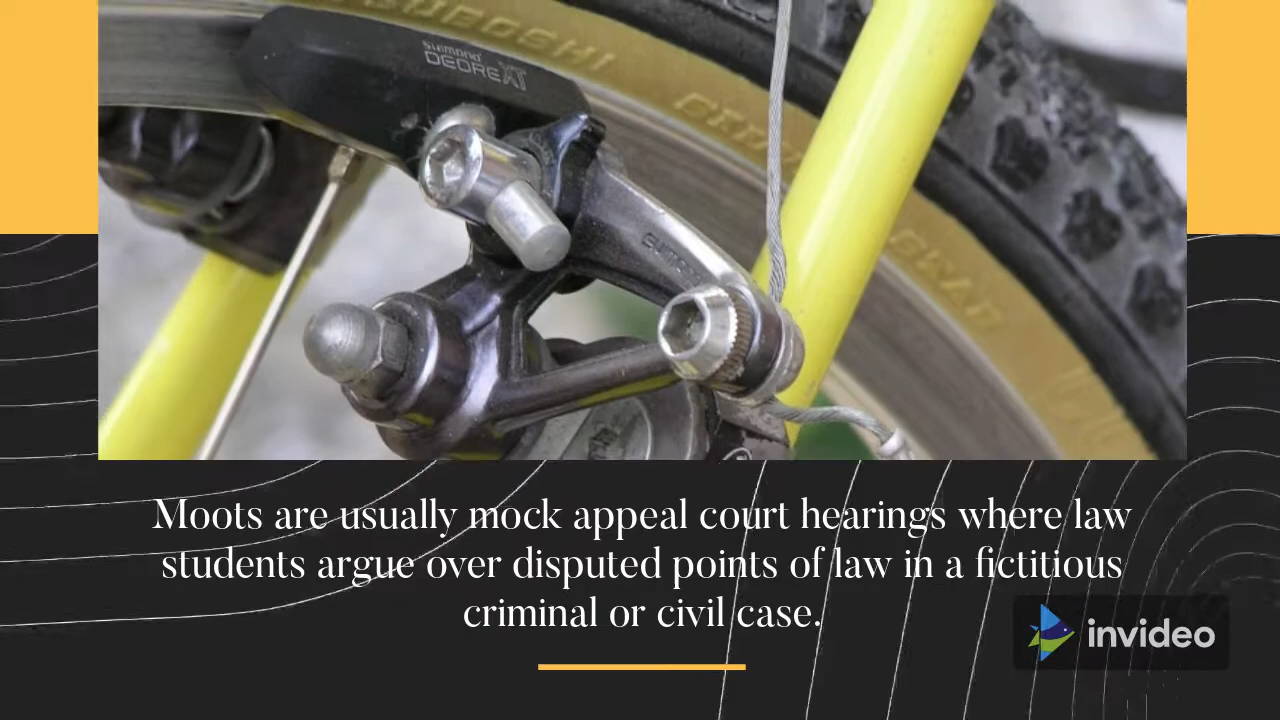 SHIMANO
DEORE XT
Moots are usually mock appeal court hearings where law
students argue over disputed points of law in a fictitious
criminal or civil case.
invideo